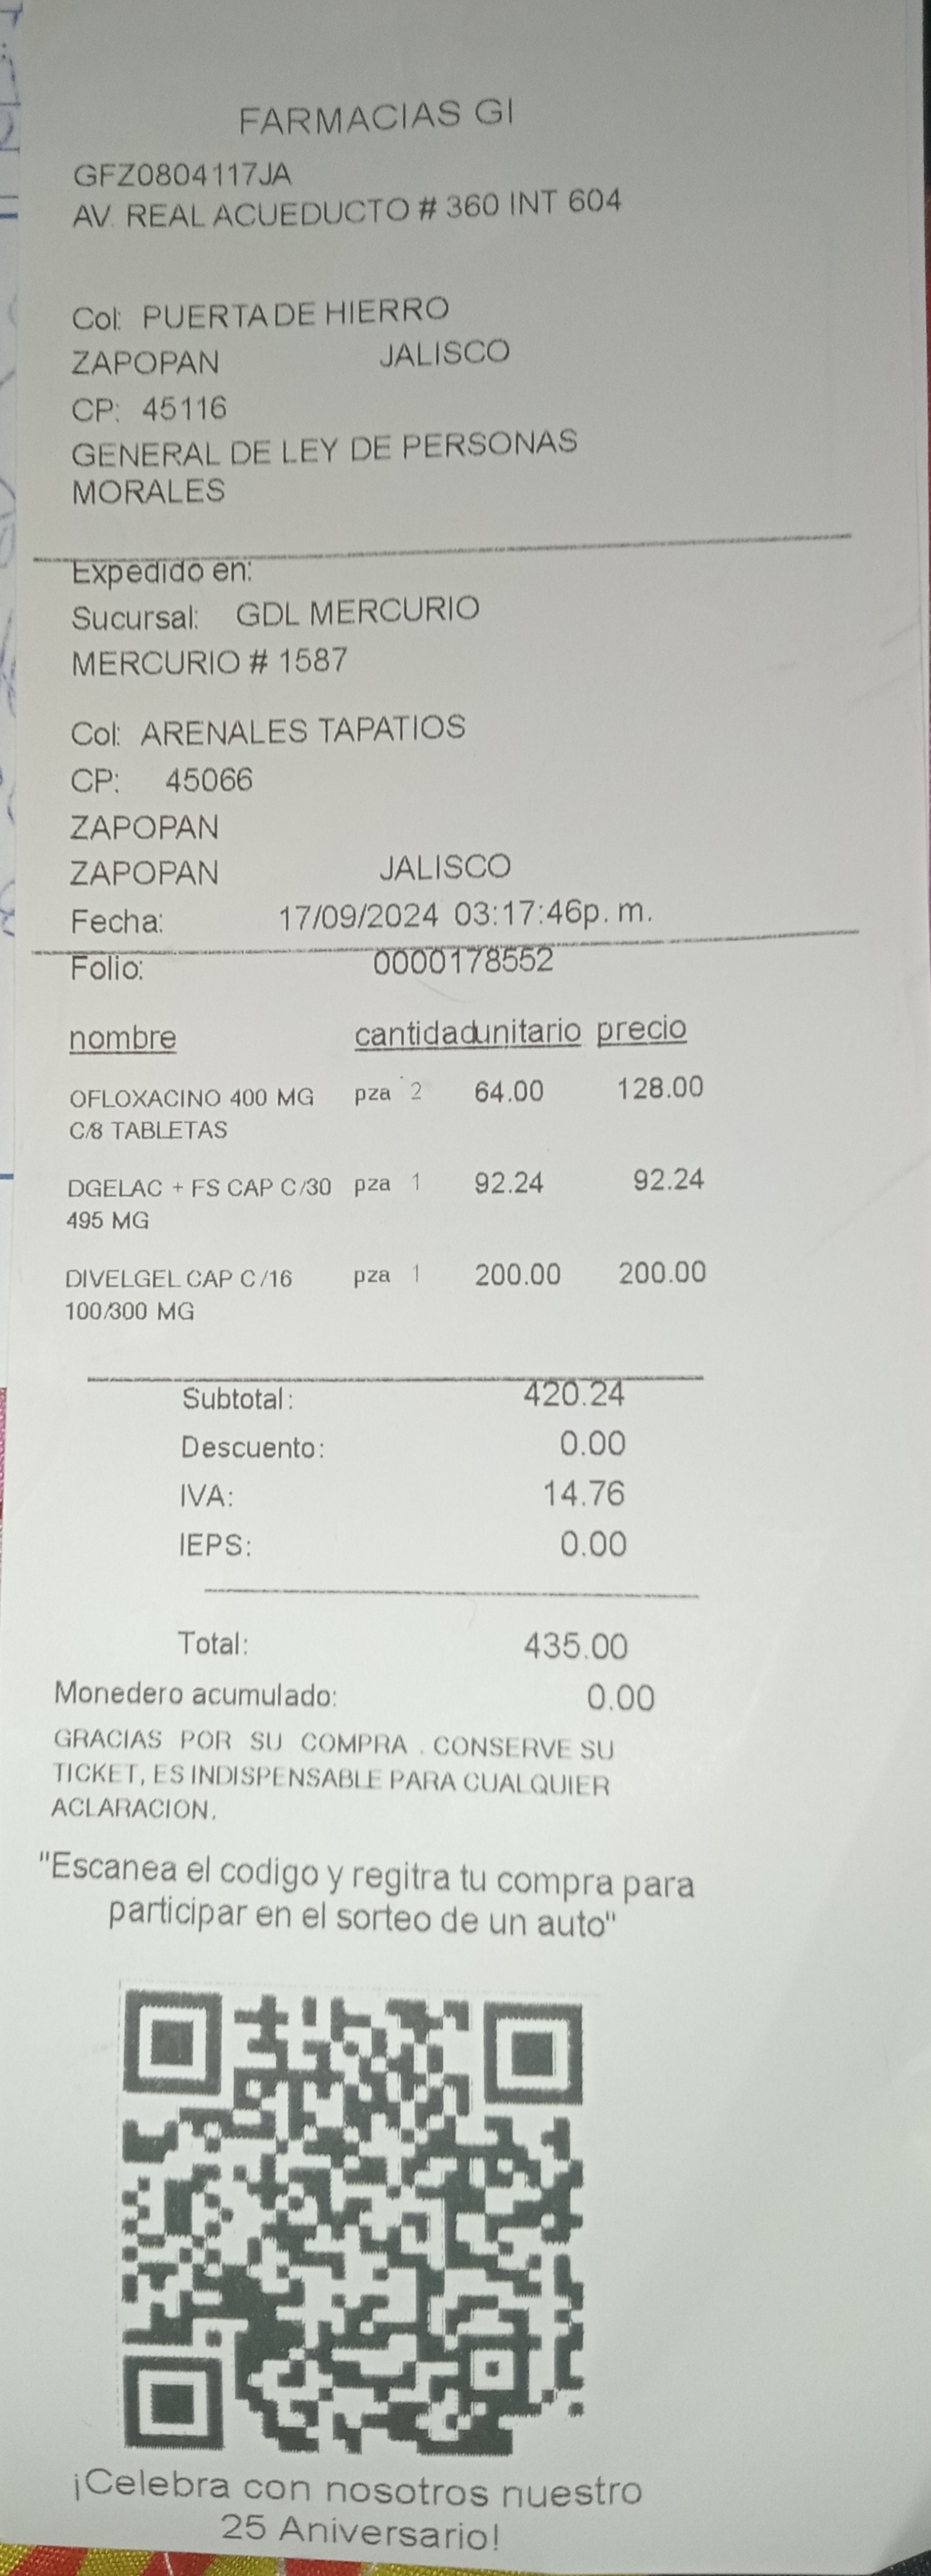 FARMACIAS GI
GFZ0804117JA
AV. REAL ACUEDUCTO # 360 INT 604
Col: PUERTA DE HIERRO
ZAPOPAN JALISCO
CP: 45116
GENERAL DE LEY DE PERSONAS
MORALES
Expedido en:
Sucursal: GDL MERCURIO
MERCURIO # 1587
Col: ARENALES TAPATIOS
CP: 45066
ZAPOPAN
ZAPOPAN JALISCO
Fecha: 17/09/2024 03:17:46p. m.
Folio: 0000178552
nombre cantidad unitario precio
OFLOXACINO 400 MG pza 2 64.00 128.00
C/8 TABLETAS
DGELAC + FS CAP C/30 pza 1 92.24 92.24
495 MG
DIVELGEL CAP C/16 pza 1 200.00 200.00
100/300 MG
Subtotal: 420.24
Descuento: 0.00
IVA: 14.76
IEPS: 0.00
Total: 435.00
Monedero acumulado: 0.00
GRACIAS POR SU COMPRA . CONSERVE SU
TICKET, ES INDISPENSABLE PARA CUALQUIER
ACLARACION.
"Escanea el codigo y regitra tu compra para
participar en el sorteo de un auto"
¡Celebra con nosotros nuestro
25 Aniversario!